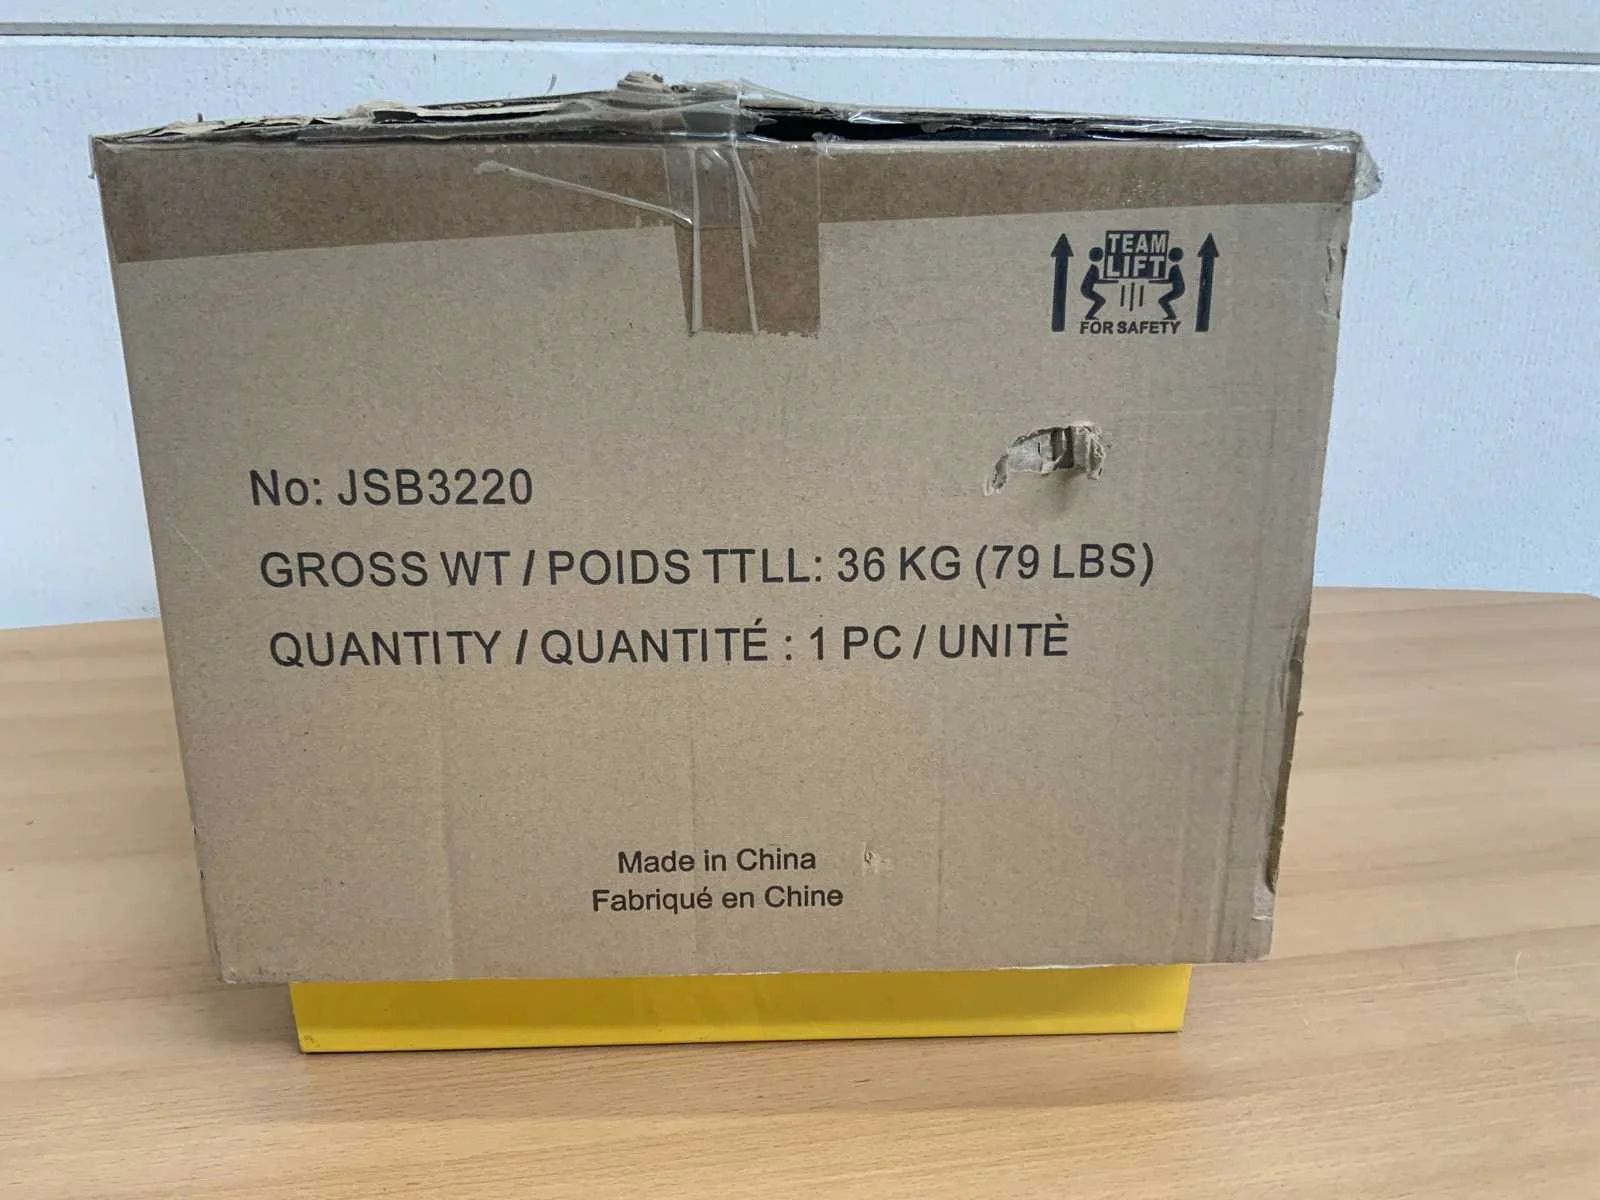 TEAM
LIFT
FOR SAFETY
No: JSB3220
GROSS WT / POIDS TTLL: 36 KG (79 LBS)
QUANTITY / QUANTITÉ : 1 PC / UNITÈ
Made in China
Fabriqué en Chine